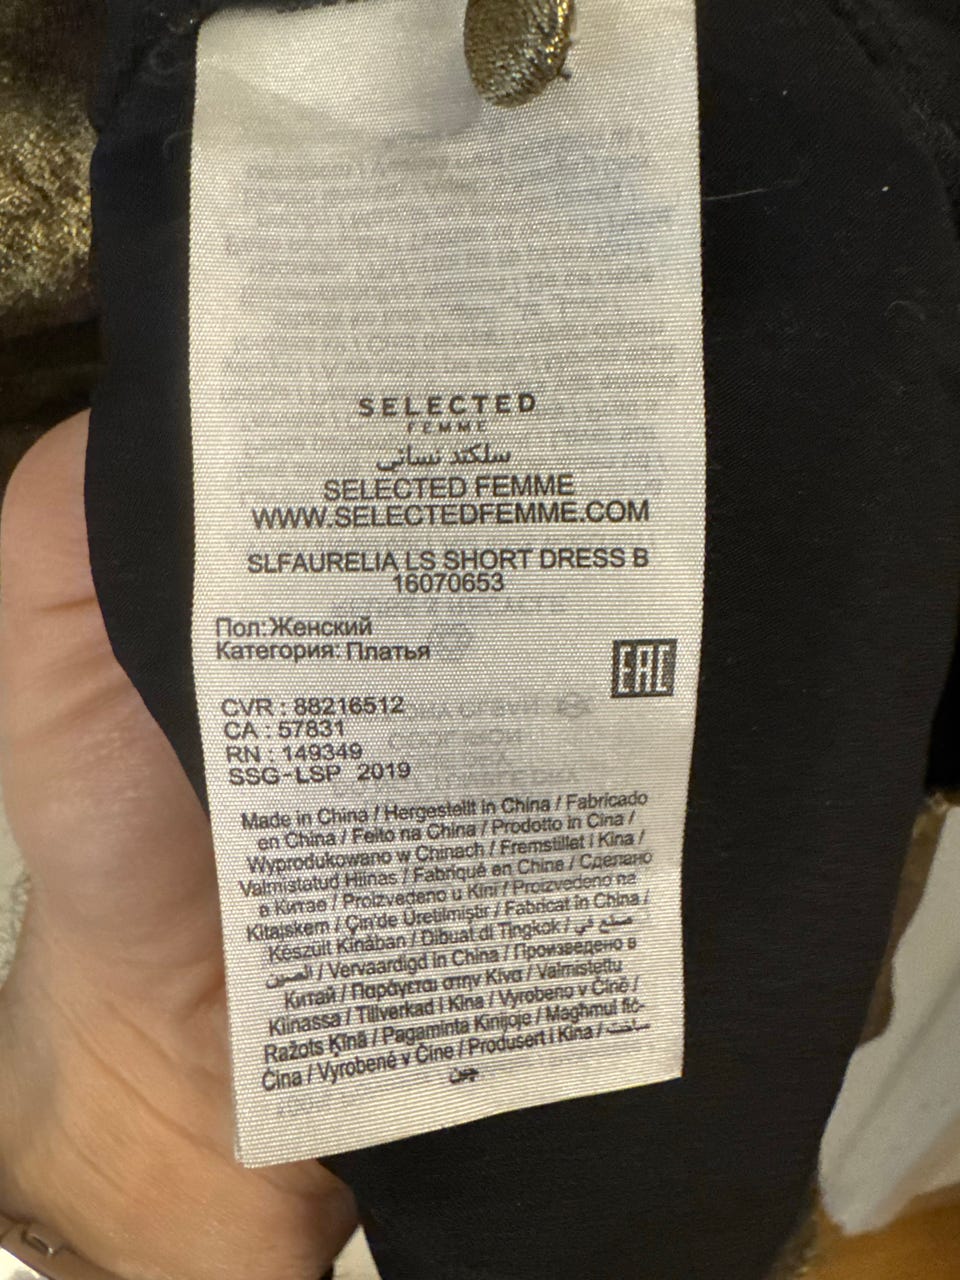 SELECTED
FEMME
سلكتد نسائي
SELECTED FEMME
WWW.SELECTEDFEMME.COM
SLFAURELIA LS SHORT DRESS B
16070653
Пол:Женский
Категория: Платья
EAC
CVR : 88216512
CA : 57831
RN : 149349
SSG-LSP 2019
Made in China / Hergestellt in China / Fabricado
en China / Feito na China / Prodotto in Cina /
Wyprodukowano w Chinach / Fremstillet i Kina /
Valmistatud Hiinas / Fabriqué en Chine / Сделано
в Китае / Proizvedeno u Kini / Proizvedeno na
Kitajskem / Çin'de Üretilmiştir / Fabricat în China /
Készült Kínában / Dibuat di Tingkok / صنع في
الصين / Vervaardigd in China / Произведено в
Китай / Παράγεται στην Κίνα / Valmistettu
Kiinassa / Tillverkad i Kina / Vyrobeno v Číně /
Ražots Ķīnā / Pagaminta Kinijoje / Maghmul fiċ-
Ċina / Vyrobené v Číne / Produsert i Kina / ساخت
چین